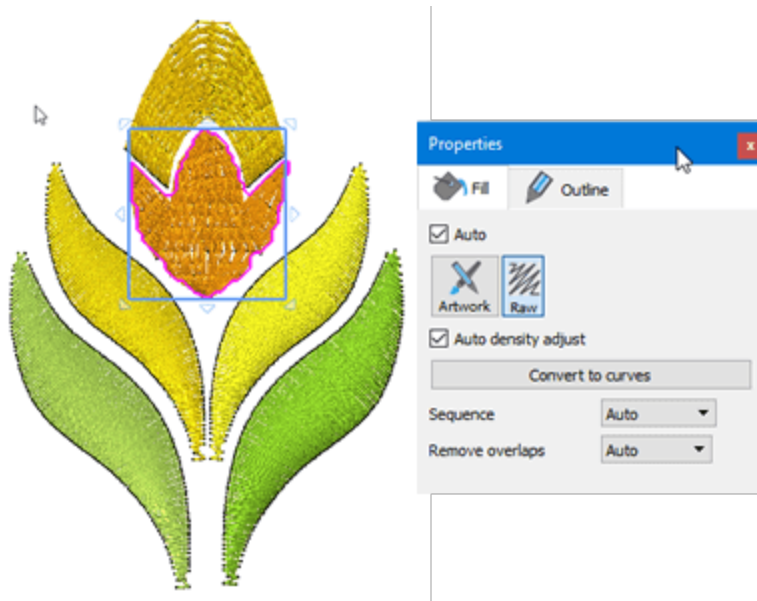 Properties
x
Fill
Outline
Auto
Artwork
Raw
Auto density adjust
Convert to curves
Sequence
Auto
Remove overlaps
Auto